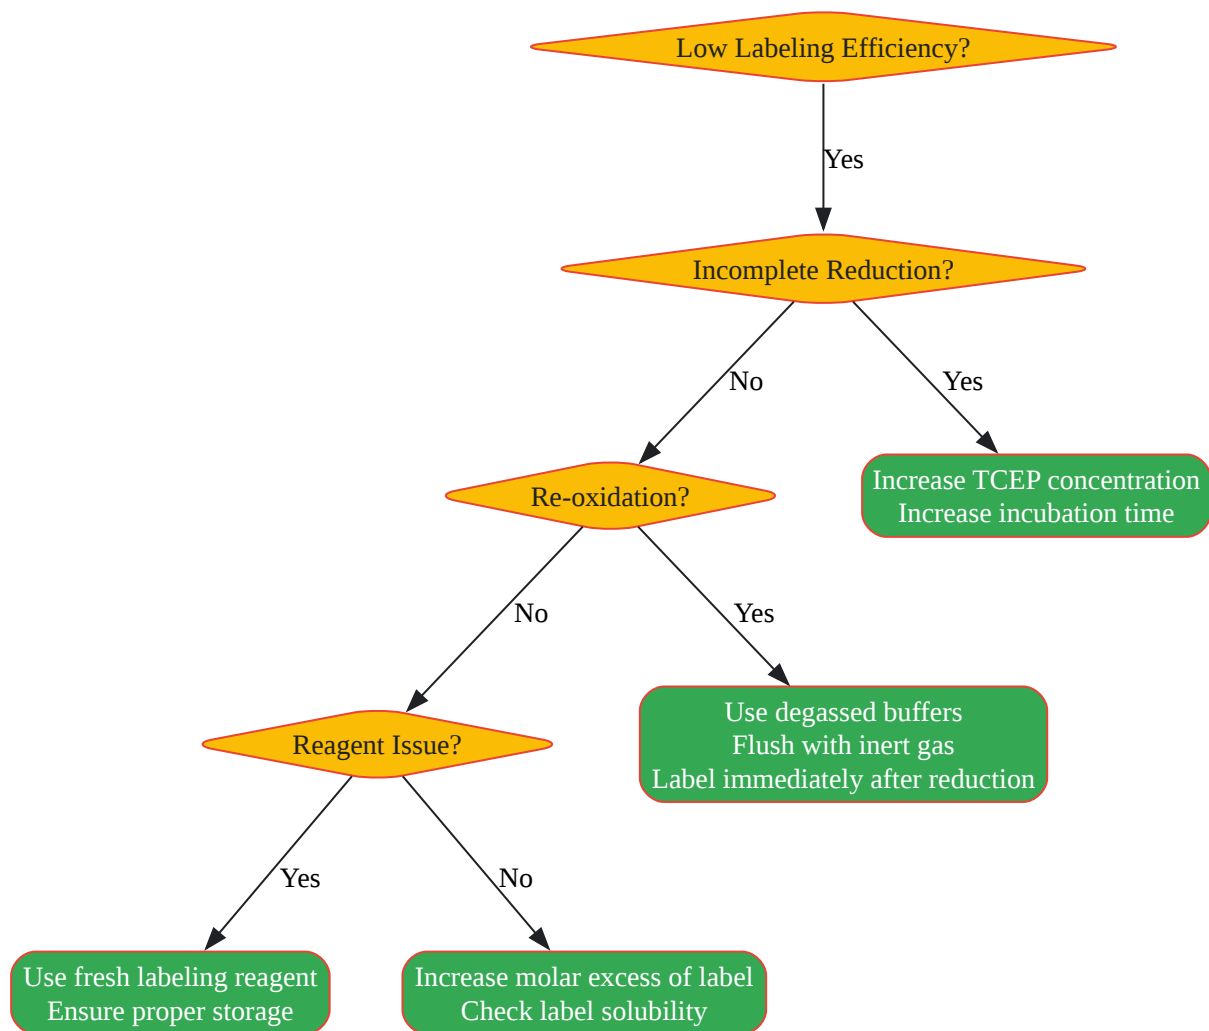 Low Labeling Efficiency?
Yes
Incomplete Reduction?
No
Yes
Increase TCEP concentration
Increase incubation time
Re-oxidation?
No
Yes
Use degassed buffers
Flush with inert gas
Label immediately after reduction
Reagent Issue?
Yes
No
Use fresh labeling reagent
Ensure proper storage
Increase molar excess of label
Check label solubility